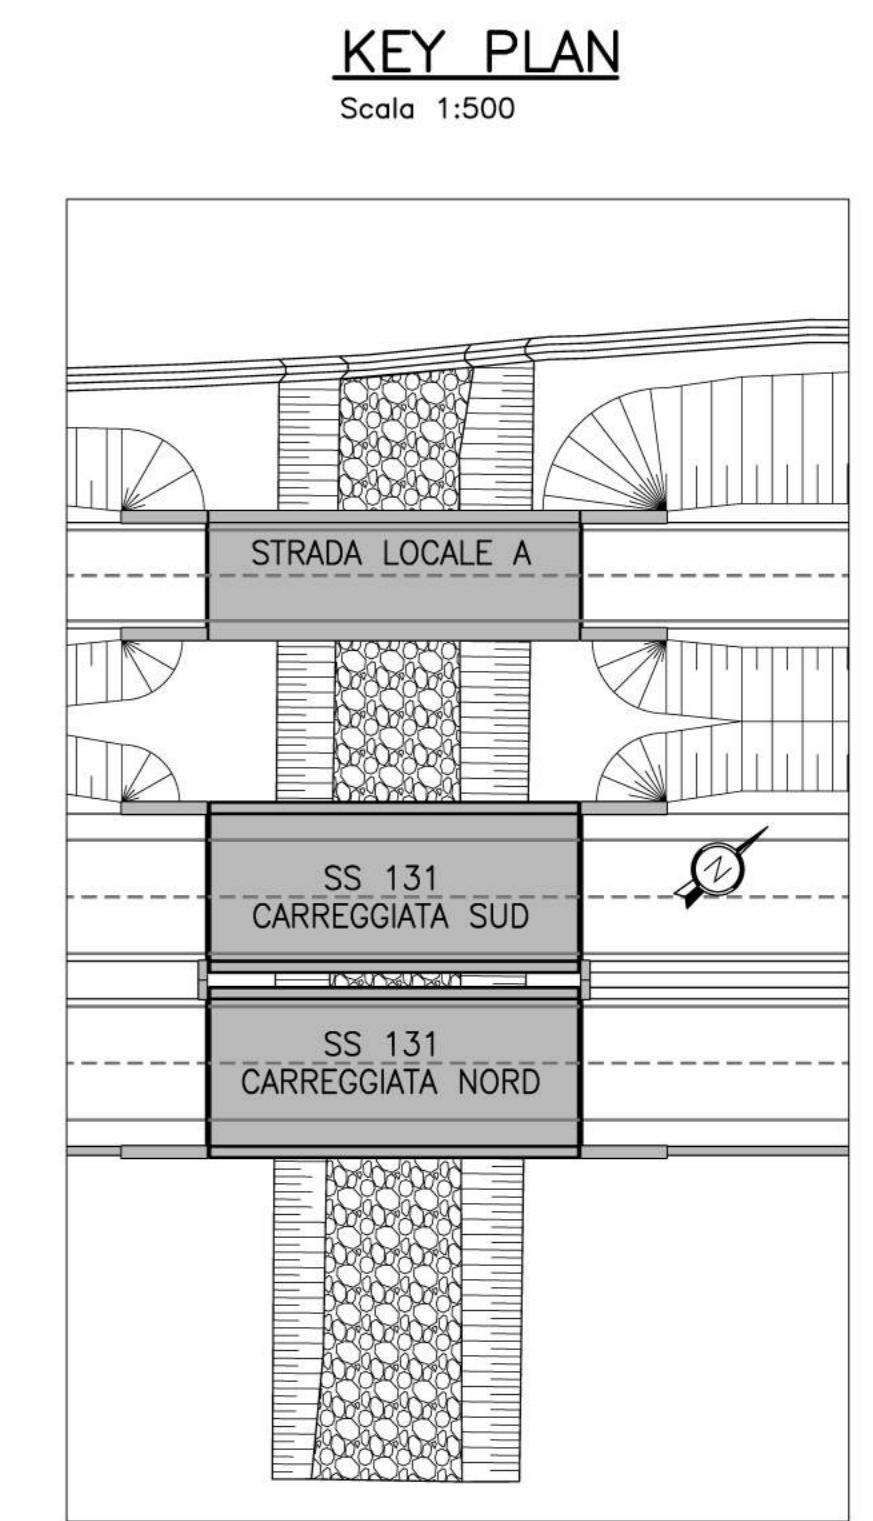 KEY PLAN
Scala 1:500
STRADA LOCALE A
SS 131
CARREGGIATA SUD
N
SS 131
CARREGGIATA NORD